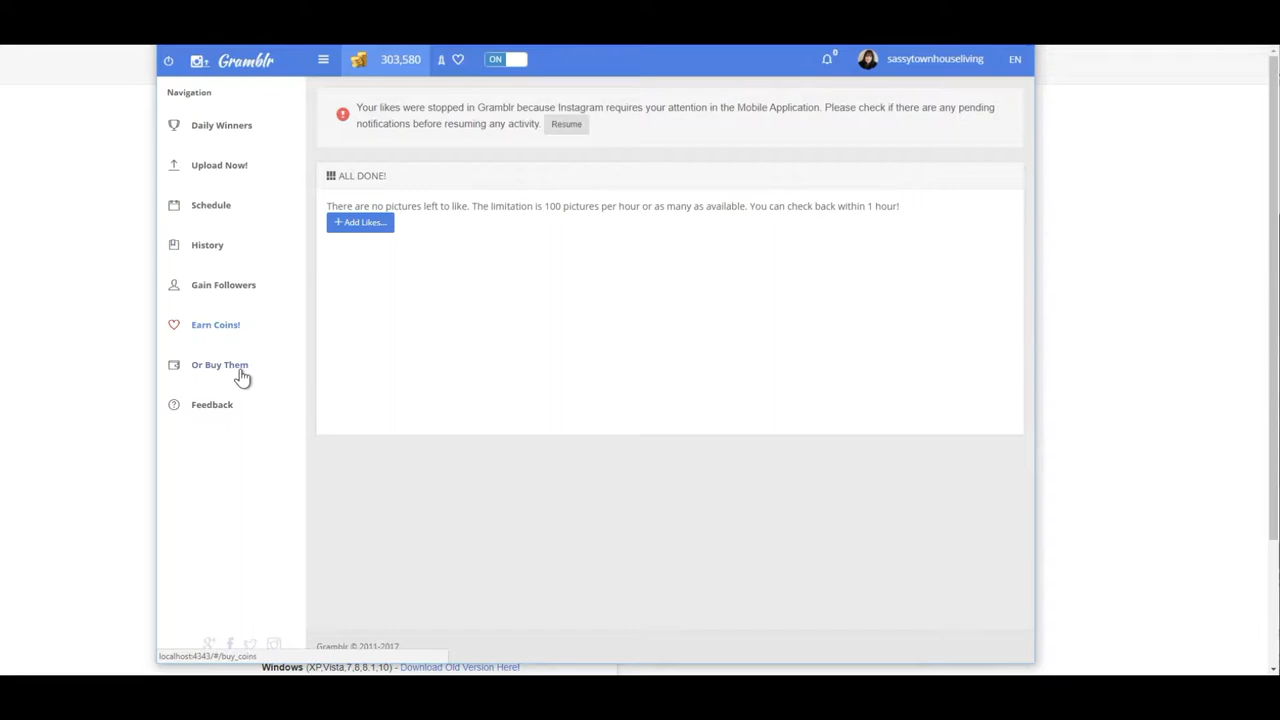 Gramblr
303,580
ON
0
sassytownhouseliving
EN
Navigation
Daily Winners
Upload Now!
Schedule
History
Gain Followers
Earn Coins!
Or Buy Them
Feedback
Your likes were stopped in Gramblr because Instagram requires your attention in the Mobile Application. Please check if there are any pending
notifications before resuming any activity. Resume
ALL DONE!
There are no pictures left to like. The limitation is 100 pictures per hour or as many as available. You can check back within 1 hour!
+ Add Likes...
Gramblr © 2011-2017
localhost:4343/#/buy_coins
Windows (XP,Vista,7,8,8.1,10) - Download Old Version Here!